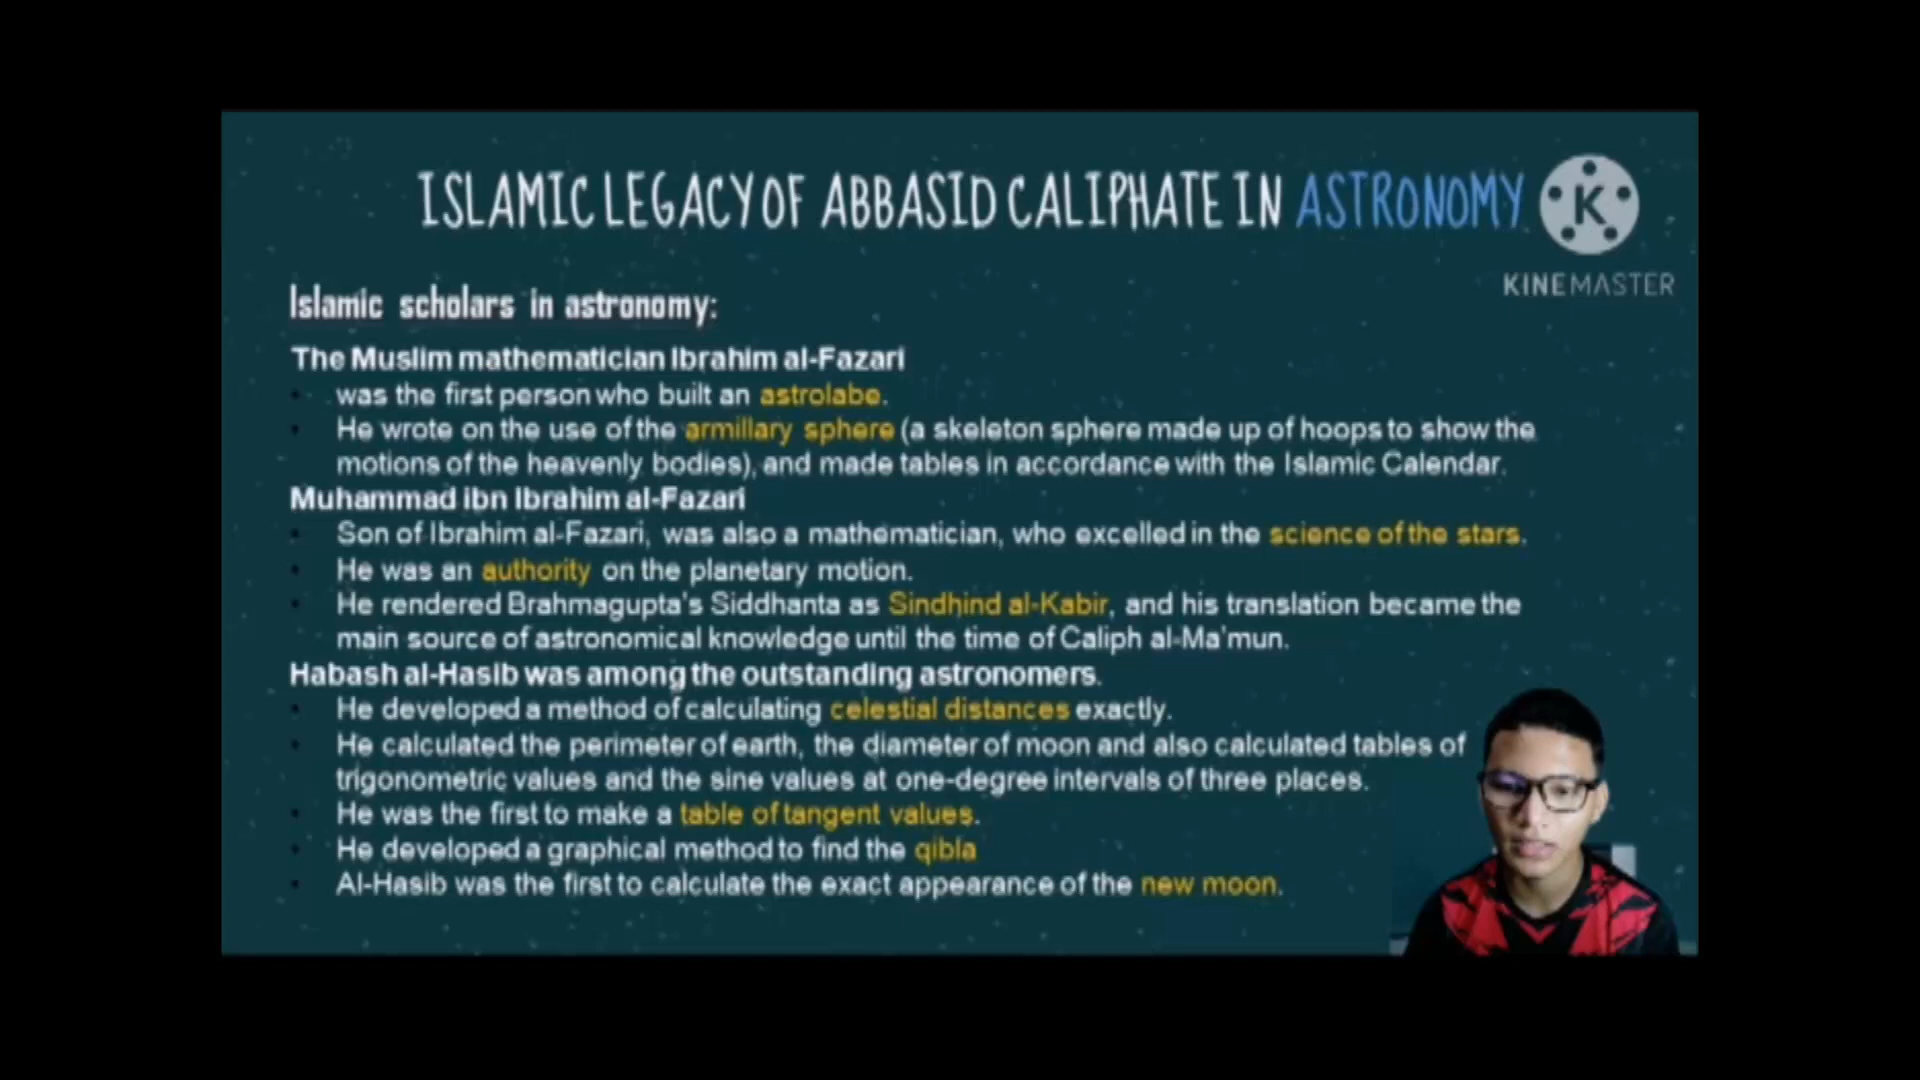 ISLAMIC LEGACY OF ABBASID CALIPHATE IN ASTRONOMY
K
KINEMASTER
Islamic scholars in astronomy:
The Muslim mathematician Ibrahim al-Fazari
was the first person who built an astrolabe.
He wrote on the use of the armillary sphere (a skeleton sphere made up of hoops to show the
motions of the heavenly bodies), and made tables in accordance with the Islamic Calendar.
Muhammad ibn Ibrahim al-Fazari
Son of Ibrahim al-Fazari, was also a mathematician, who excelled in the science of the stars.
He was an authority on the planetary motion.
He rendered Brahmagupta's Siddhanta as Sindhind al-Kabir, and his translation became the
main source of astronomical knowledge until the time of Caliph al-Ma'mun.
Habash al-Hasib was among the outstanding astronomers.
He developed a method of calculating celestial distances exactly.
He calculated the perimeter of earth, the diameter of moon and also calculated tables of
trigonometric values and the sine values at one-degree intervals of three places.
He was the first to make a table of tangent values.
He developed a graphical method to find the qibla
Al-Hasib was the first to calculate the exact appearance of the new moon.